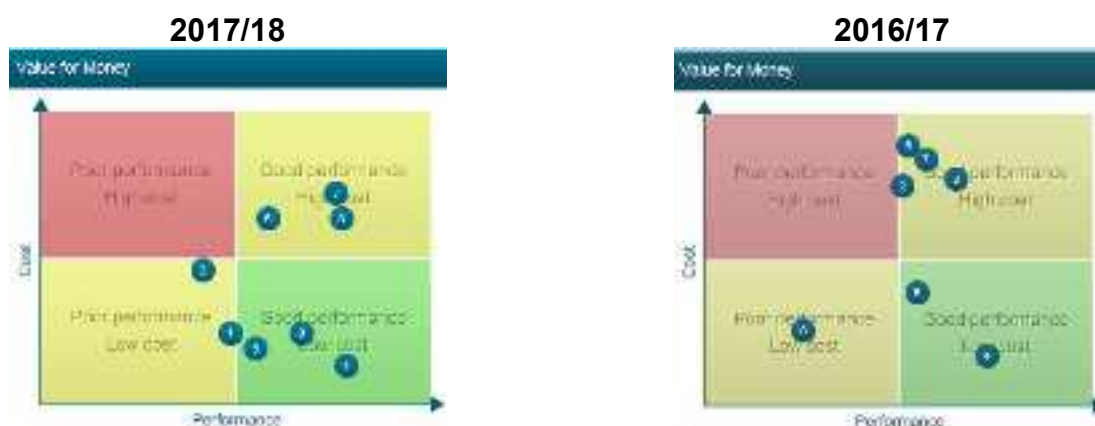 2017/18
2016/17
Value for Money
Value for Money
Poor performance
High cost
Good performance
High cost
Poor performance
Low cost
Good performance
Low cost
Cost
Performance
Poor performance
High cost
Good performance
High cost
Poor performance
Low cost
Good performance
Low cost
Cost
Performance